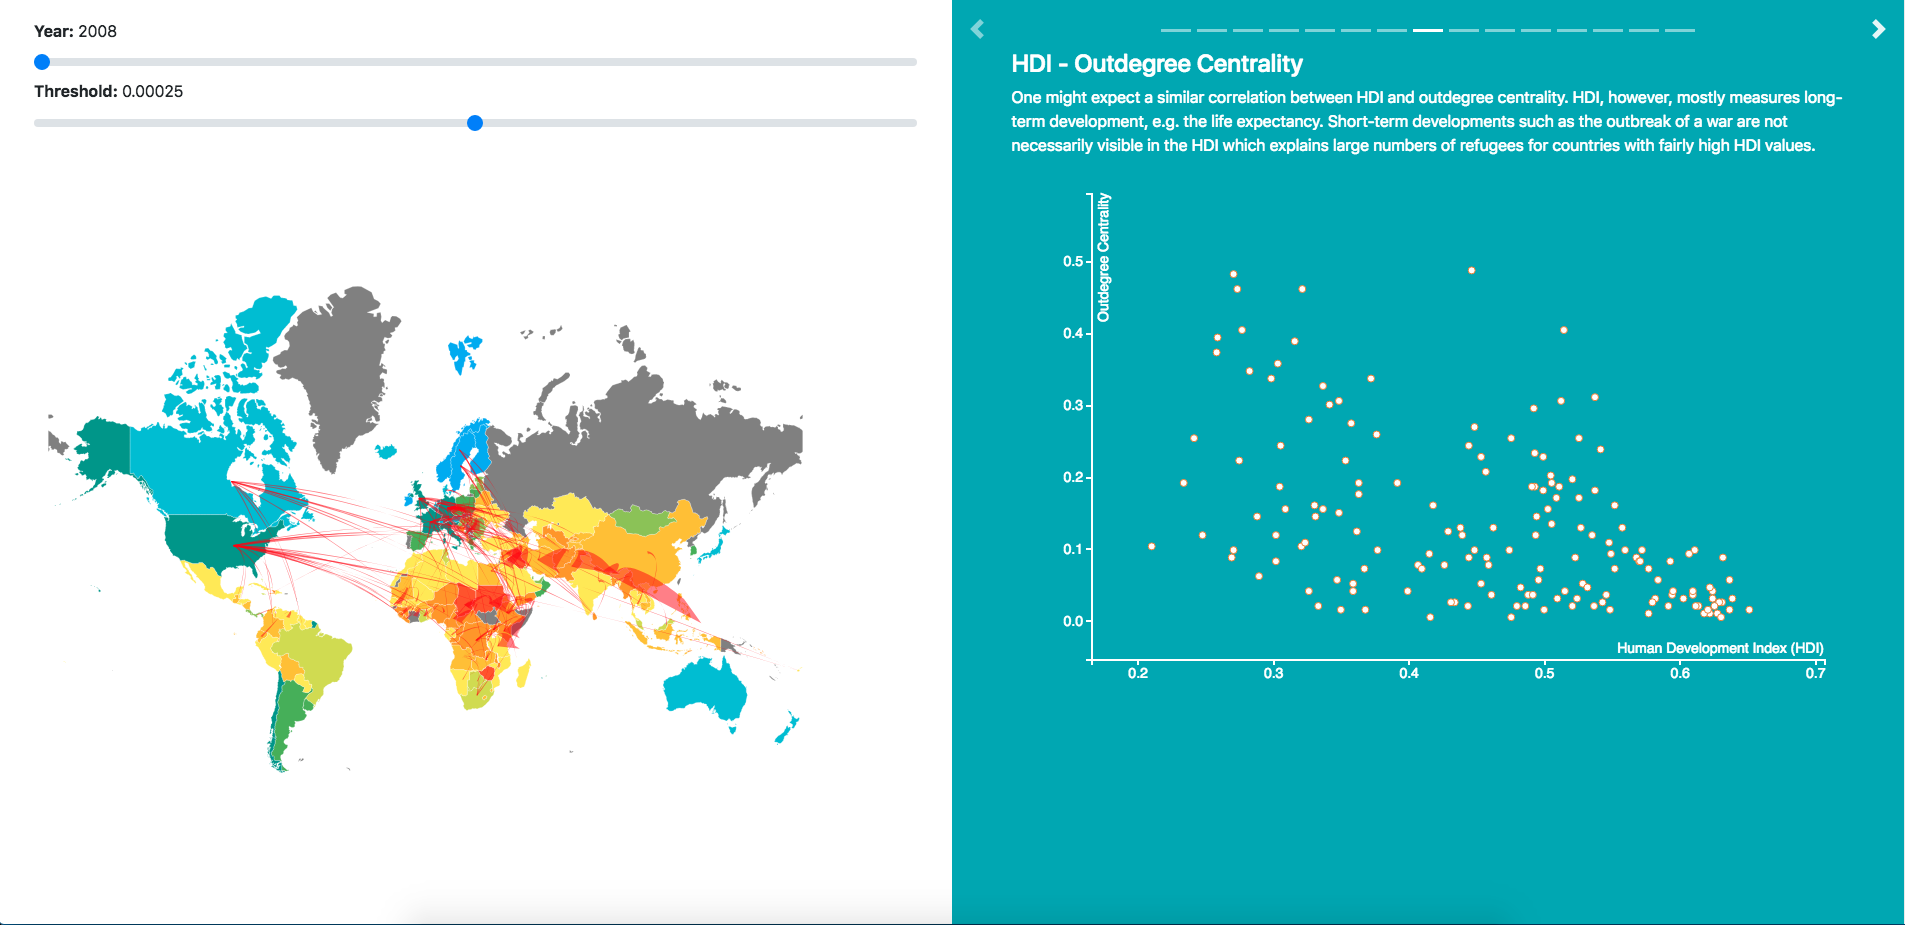 Year: 2008
Threshold: 0.00025
HDI - Outdegree Centrality
One might expect a similar correlation between HDI and outdegree centrality. HDI, however, mostly measures long-
term development, e.g. the life expectancy. Short-term developments such as the outbreak of a war are not
necessarily visible in the HDI which explains large numbers of refugees for countries with fairly high HDI values.
Outdegree Centrality
0.5
0.4
0.3
0.2
0.1
0.0
Human Development Index (HDI)
0.2 0.3 0.4 0.5 0.6 0.7